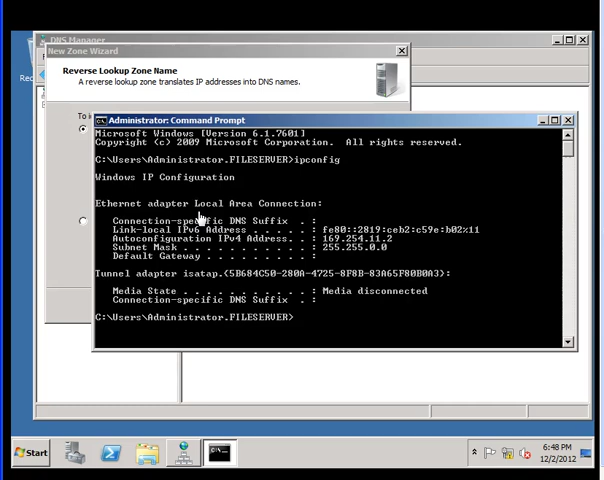 DNS Manager
New Zone Wizard
Reverse Lookup Zone Name
A reverse lookup zone translates IP addresses into DNS names.
Administrator: Command Prompt
Microsoft Windows [Version 6.1.7601]
Copyright (c) 2009 Microsoft Corporation. All rights reserved.
C:\Users\Administrator.FILESERVER>ipconfig
Windows IP Configuration
Ethernet adapter Local Area Connection:
Connection-specific DNS Suffix . :
Link-local IPv6 Address . . . . . : fe80::2819:ceb2:c59e:b02%11
Autoconfiguration IPv4 Address. . : 169.254.11.2
Subnet Mask . . . . . . . . . . . : 255.255.0.0
Default Gateway . . . . . . . . . :
Tunnel adapter isatap.{5B684C50-280A-4725-8F8B-83A65F80B0A3}:
Media State . . . . . . . . . . . : Media disconnected
Connection-specific DNS Suffix . :
C:\Users\Administrator.FILESERVER>
Start
6:48 PM
12/2/2012